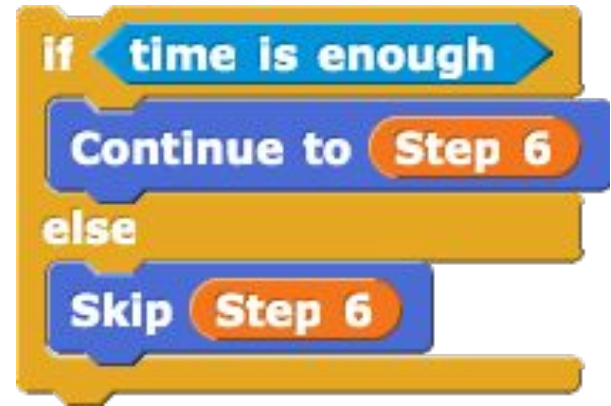 if time is enough
Continue to Step 6
else
Skip Step 6